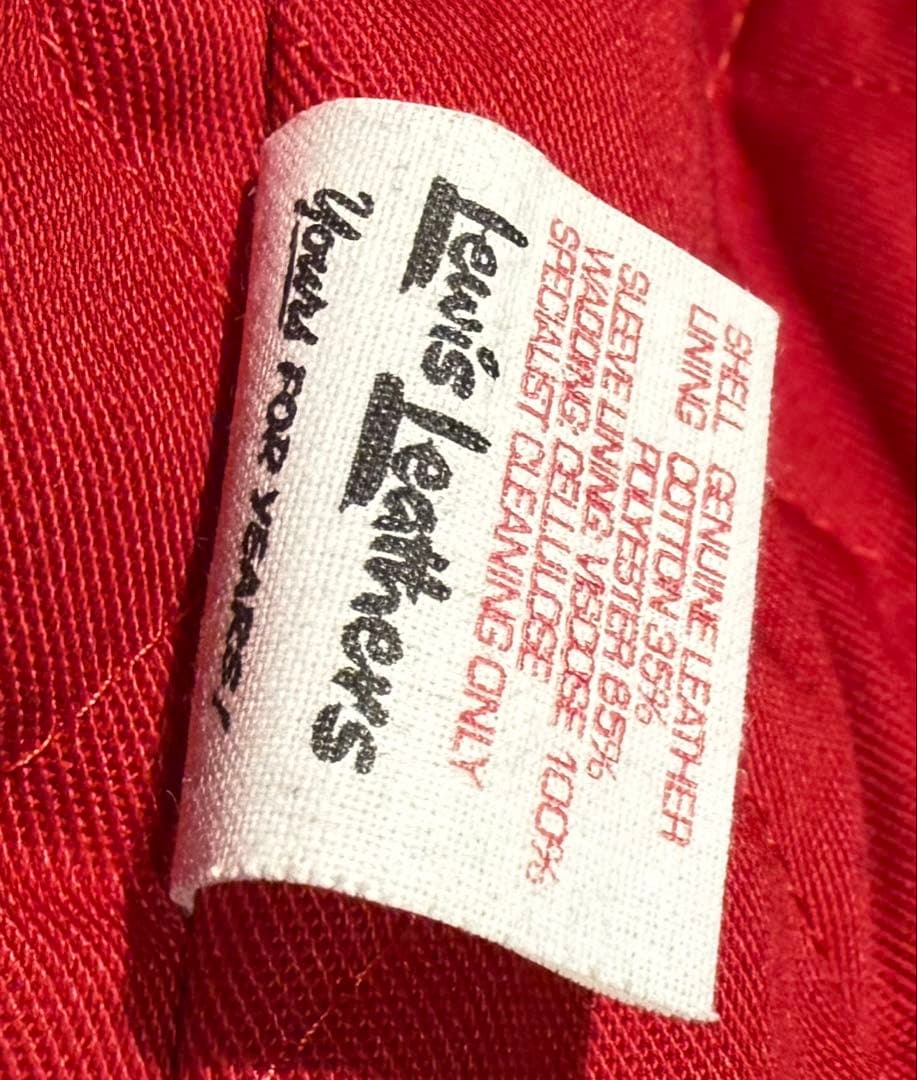 SHELL GENUINE LEATHER
LINING COTTON 35%
POLYESTER 65%
SLEEVE LINING VISCOSE 100%
WADDING CELLULOSE
SPECIALIST CLEANING ONLY
Lewis Leathers
Yours FOR YEARS!